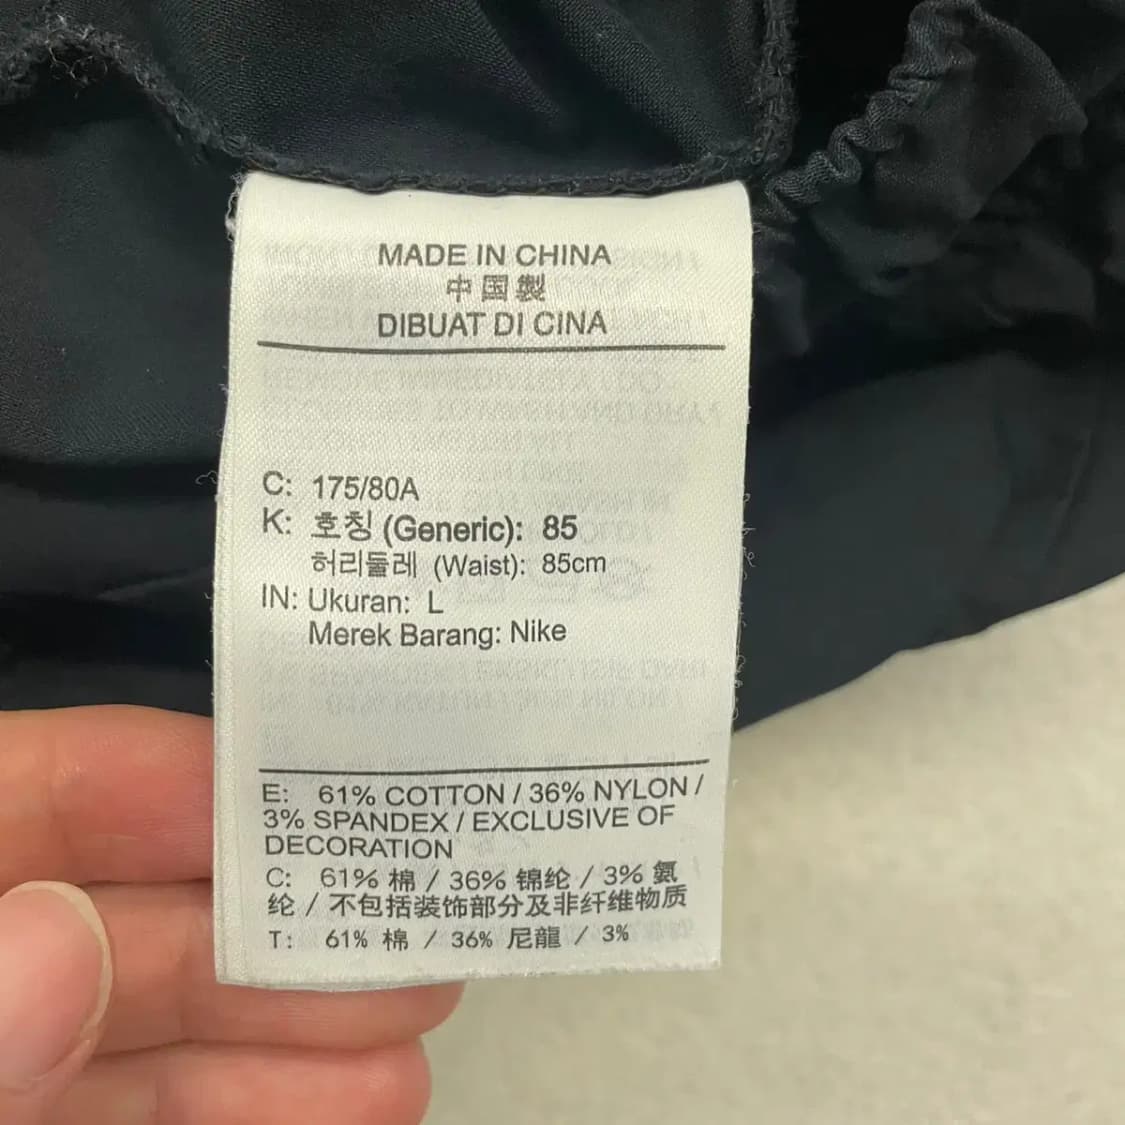 MADE IN CHINA
中国製
DIBUAT DI CINA
C: 175/80A
K: 호칭 (Generic): 85
허리둘레 (Waist): 85cm
IN: Ukuran: L
Merek Barang: Nike
E: 61% COTTON / 36% NYLON /
3% SPANDEX / EXCLUSIVE OF
DECORATION
C: 61% 棉 / 36% 锦纶 / 3% 氨
纶 / 不包括装饰部分及非纤维物质
T: 61% 棉 / 36% 尼龍 / 3%